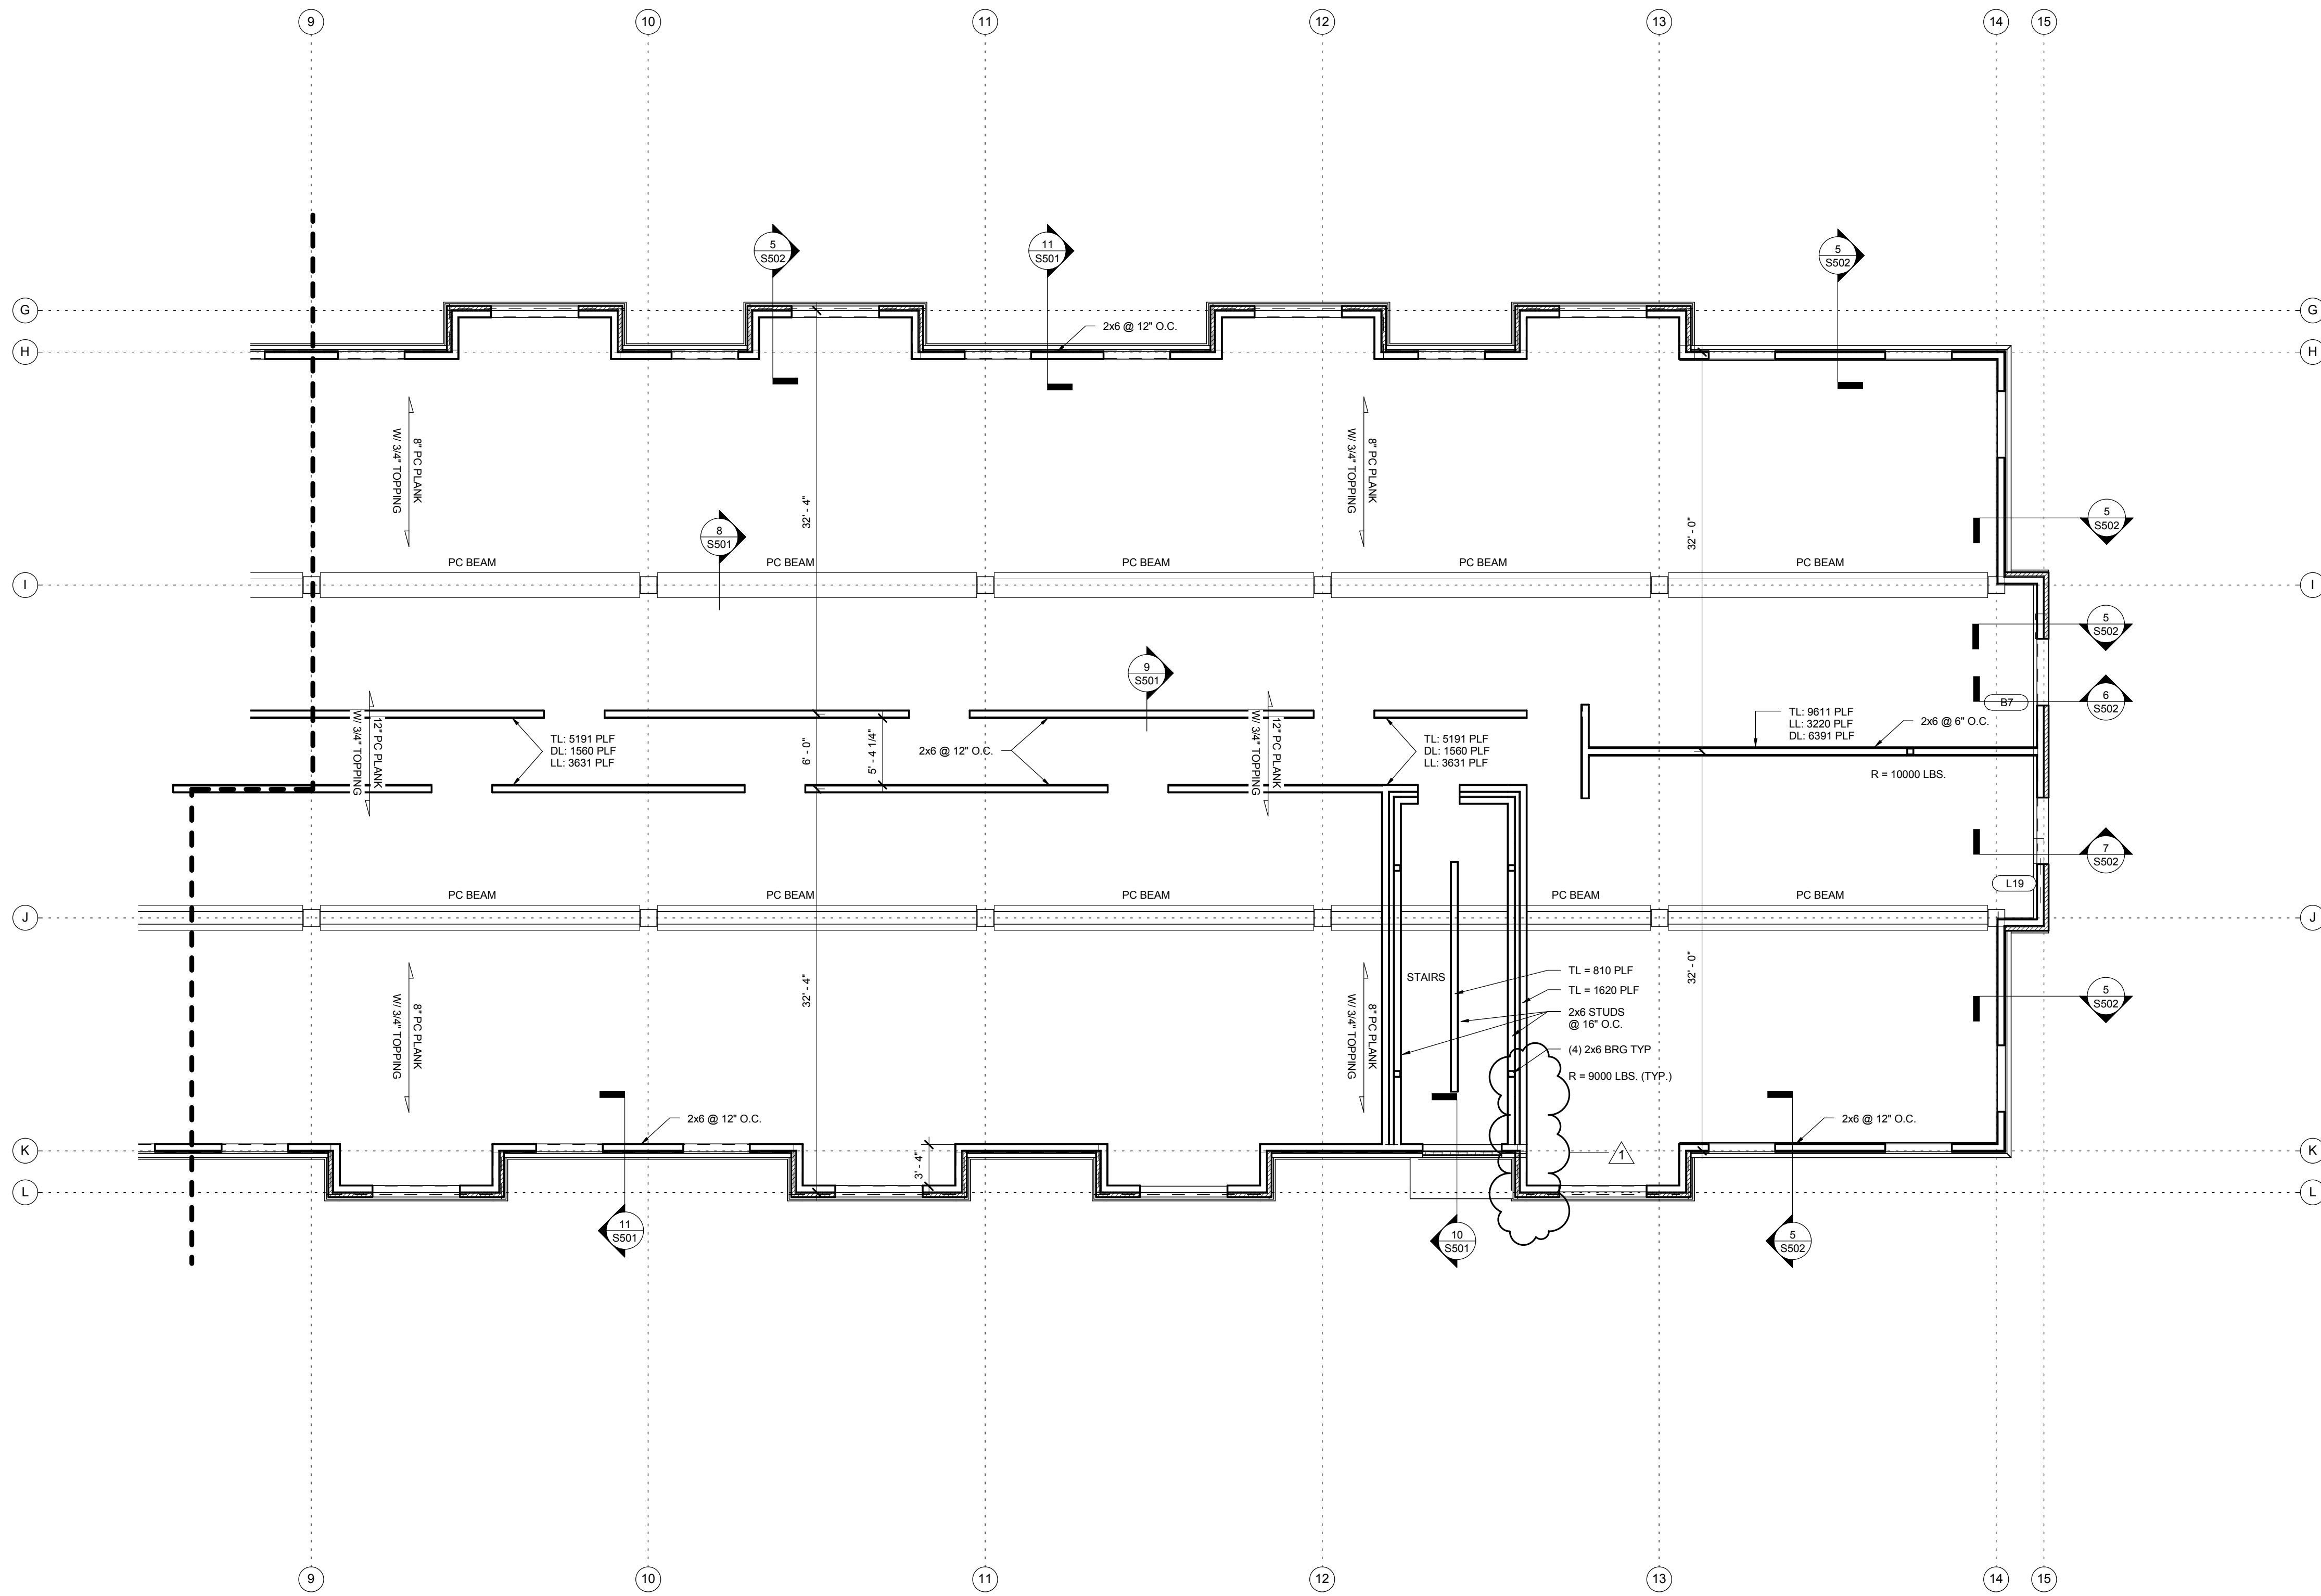 9
10
11
12
13
14
15
5
S502
11
S501
5
S502
G
G
2x6 @ 12" O.C.
H
H
8" PC PLANK
W/ 3/4" TOPPING
8" PC PLANK
W/ 3/4" TOPPING
32' - 4"
32' - 0"
8
S501
5
S502
PC BEAM
PC BEAM
PC BEAM
PC BEAM
PC BEAM
I
I
5
S502
9
S501
B7
6
S502
12" PC PLANK
W/ 3/4" TOPPING
TL: 5191 PLF
DL: 1560 PLF
LL: 3631 PLF
6' - 0"
5' - 4 1/4"
2x6 @ 12" O.C.
12" PC PLANK
W/ 3/4" TOPPING
TL: 5191 PLF
DL: 1560 PLF
LL: 3631 PLF
TL: 9611 PLF
LL: 3220 PLF
DL: 6391 PLF
2x6 @ 6" O.C.
R = 10000 LBS.
7
S502
L19
PC BEAM
PC BEAM
PC BEAM
PC BEAM
PC BEAM
J
J
32' - 4"
32' - 0"
STAIRS
TL = 810 PLF
TL = 1620 PLF
2x6 STUDS
@ 16" O.C.
(4) 2x6 BRG TYP
R = 9000 LBS. (TYP.)
5
S502
8" PC PLANK
W/ 3/4" TOPPING
8" PC PLANK
W/ 3/4" TOPPING
2x6 @ 12" O.C.
2x6 @ 12" O.C.
K
3' - 4"
1
K
L
L
11
S501
10
S501
5
S502
9
10
11
12
13
14
15